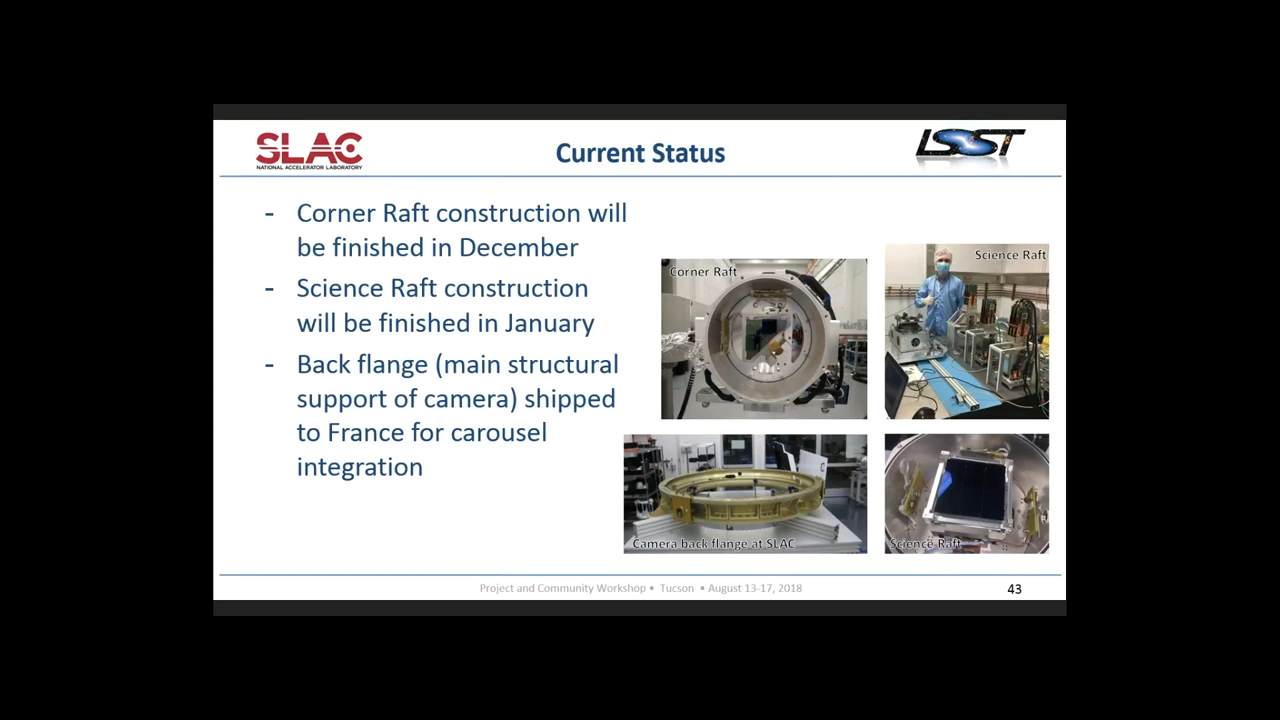 SLAC
NATIONAL ACCELERATOR LABORATORY
Current Status
LSST
- Corner Raft construction will
be finished in December
- Science Raft construction
will be finished in January
- Back flange (main structural
support of camera) shipped
to France for carousel
integration
Corner Raft
Science Raft
Camera back flange at SLAC
Science Raft
Project and Community Workshop • Tucson • August 13-17, 2018
43